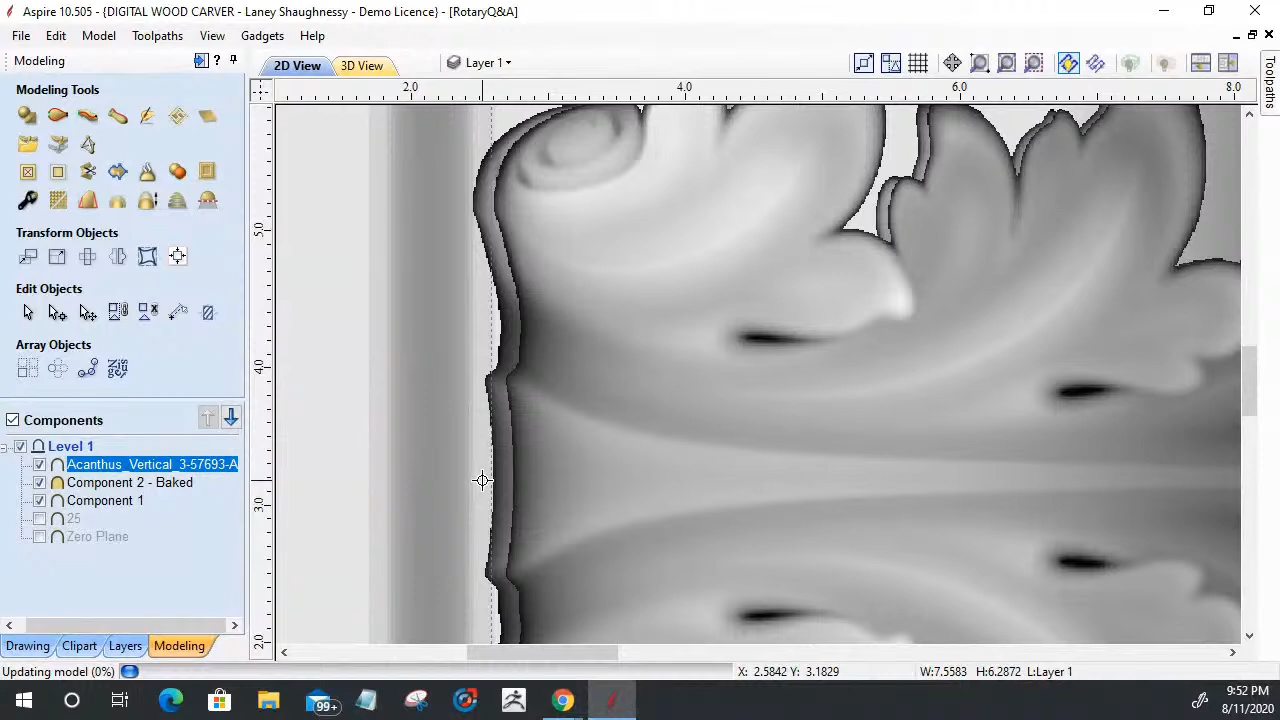 Aspire 10.505 - {DIGITAL WOOD CARVER - Laney Shaughnessy - Demo Licence} - [RotaryQ&A]
File Edit Model Toolpaths View Gadgets Help
Modeling
2D View 3D View Layer 1
Toolpaths
2.0 4.0 6.0 8.0
Modeling Tools
5.0
Transform Objects
Edit Objects
Array Objects
4.0
Components
Level 1
Acanthus_Vertical_3-57693-A
Component 2 - Baked
Component 1
3.0
25
Zero Plane
2.0
Drawing Clipart Layers Modeling
Updating model (0%) X: 2.5842 Y: 3.1829 W:7.5583 H:6.2872 L:Layer 1
99+
9:52 PM
8/11/2020